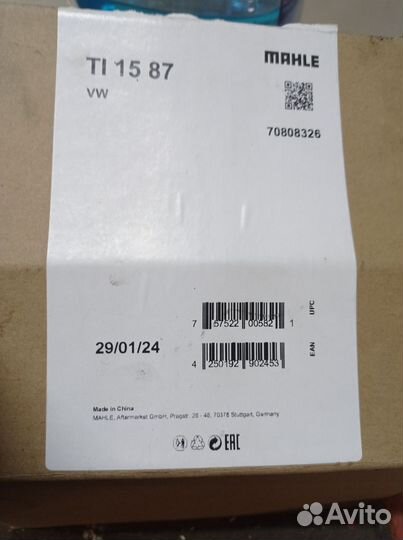 TI 15 87
MAHLE
VW
70808326
7 57522 00582 1
UPC
29/01/24
4 250192 902453
EAN
Made in China
MAHLE, Aftermarket GmbH, Pragstr. 26 - 46, 70376 Stuttgart, Germany
EAC
Avito